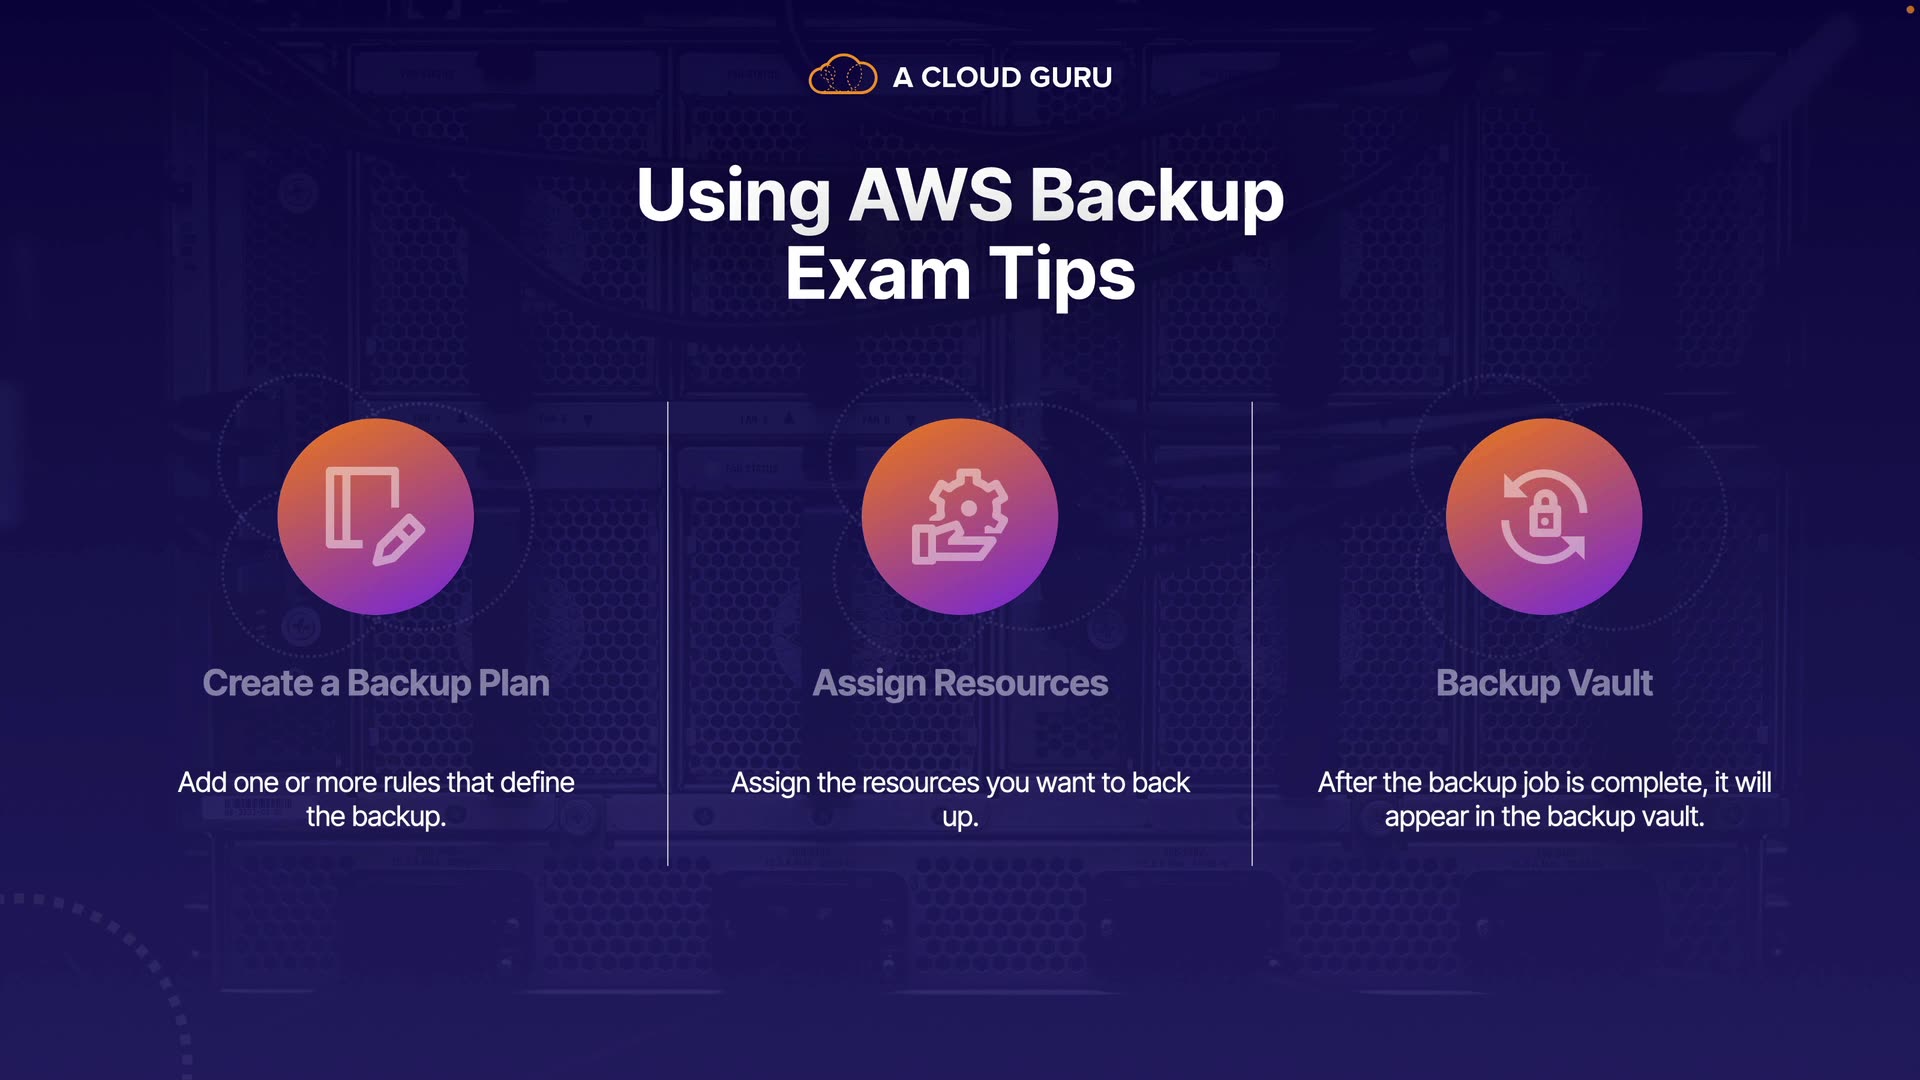 A CLOUD GURU
Using AWS Backup
Exam Tips
Create a Backup Plan
Add one or more rules that define
the backup.
Assign Resources
Assign the resources you want to back
up.
Backup Vault
After the backup job is complete, it will
appear in the backup vault.